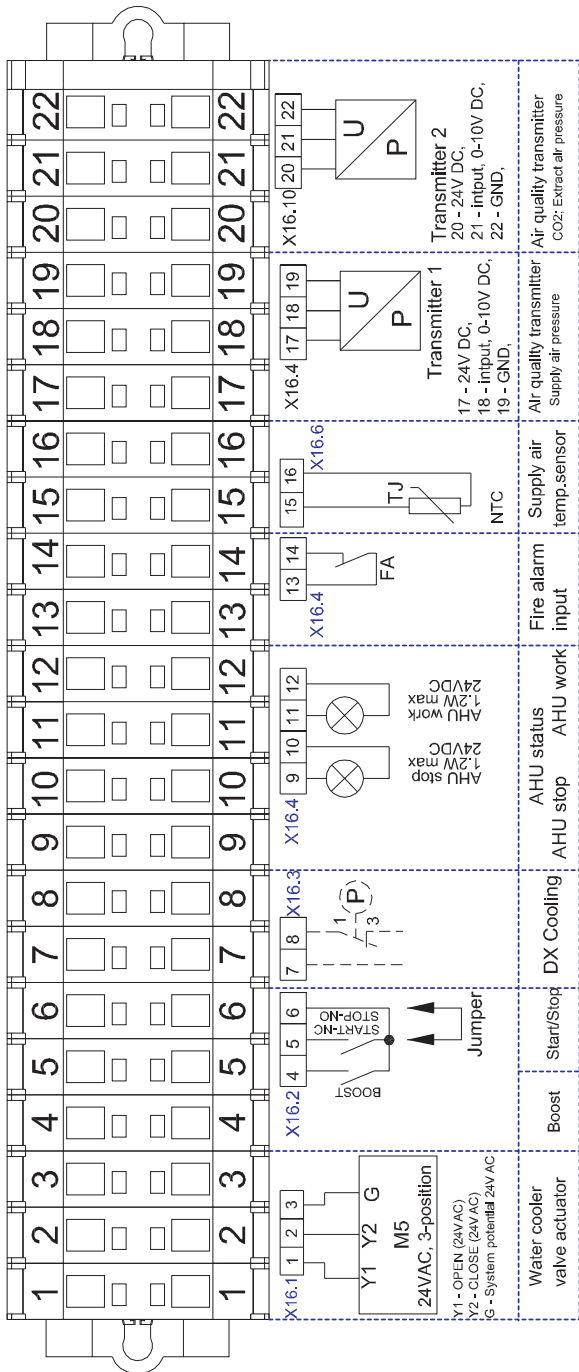 1 2 3 4 5 6 7 8 9 10 11 12 13 14 15 16 17 18 19 20 21 22
1 2 3 4 5 6 7 8 9 10 11 12 13 14 15 16 17 18 19 20 21 22
X16.1
1 2 3
Y1 Y2 G
M5
24VAC, 3-position
Y1 - OPEN (24VAC)
Y2 - CLOSE (24VAC)
G - System potential 24V AC
Water cooler
valve actuator
X16.2
4 5 6
BOOST
START-NC
STOP-NO
Jumper
Boost
Start/Stop
X16.3
7 8
1
P
3
DX Cooling
X16.4
9 10 11 12
AHU stop
1.2W max
24VDC
AHU work
1.2W max
24VDC
AHU status
AHU stop AHU work
X16.4
13 14
FA
Fire alarm
input
X16.6
15 16
TJ
NTC
Supply air
temp.sensor
X16.4
17 18 19
U
P
Transmitter 1
17 - 24V DC,
18 - intput, 0-10V DC,
19 - GND,
Air quality transmitter
Supply air pressure
X16.10
20 21 22
U
P
Transmitter 2
20 - 24V DC,
21 - intput, 0-10V DC,
22 - GND,
Air quality transmitter
CO2; Extract air pressure